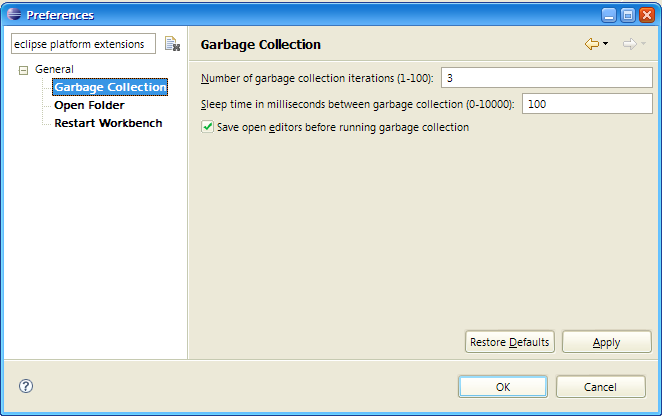 Preferences
eclipse platform extensions
Garbage Collection
General
Garbage Collection
Open Folder
Restart Workbench
Number of garbage collection iterations (1-100): 3
Sleep time in milliseconds between garbage collection (0-10000): 100
Save open editors before running garbage collection
Restore Defaults
Apply
?
OK
Cancel